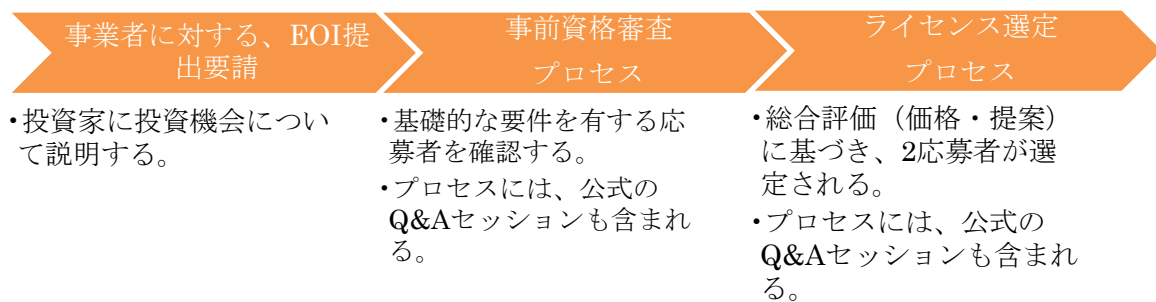 事業者に対する、EOI提
出要請
・投資家に投資機会につい
て説明する。
事前資格審査
プロセス
・基礎的な要件を有する応
募者を確認する。
・プロセスには、公式の
Q&Aセッションも含まれ
る。
ライセンス選定
プロセス
・総合評価（価格・提案）
に基づき、2応募者が選
定される。
・プロセスには、公式の
Q&Aセッションも含まれ
る。